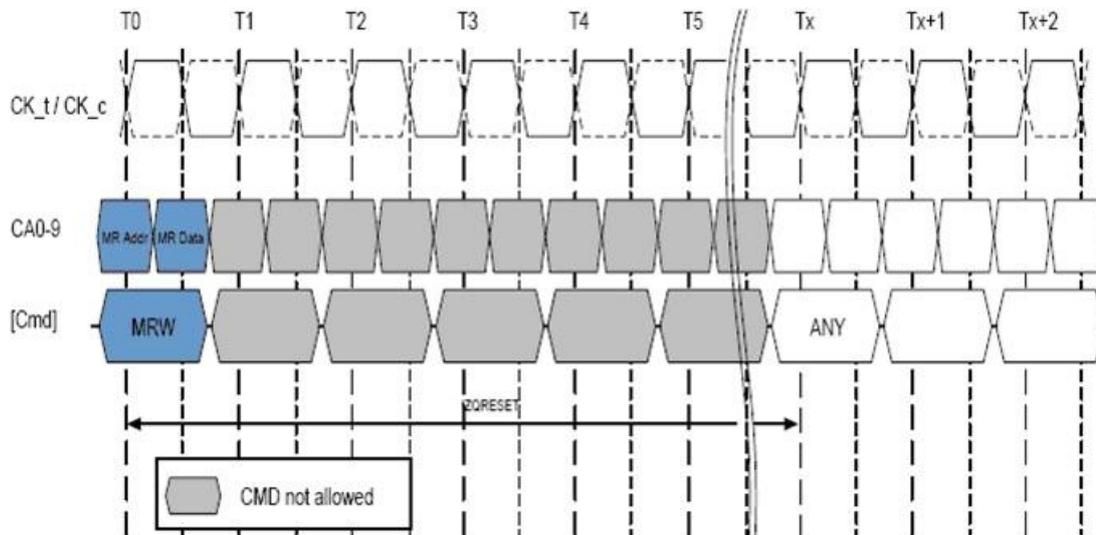 T0 T1 T2 T3 T4 T5 Tx Tx+1 Tx+2
CK_t / CK_c
CA0-9 MR Addr MR Data
[Cmd] MRW ANY
ZQRESET
CMD not allowed